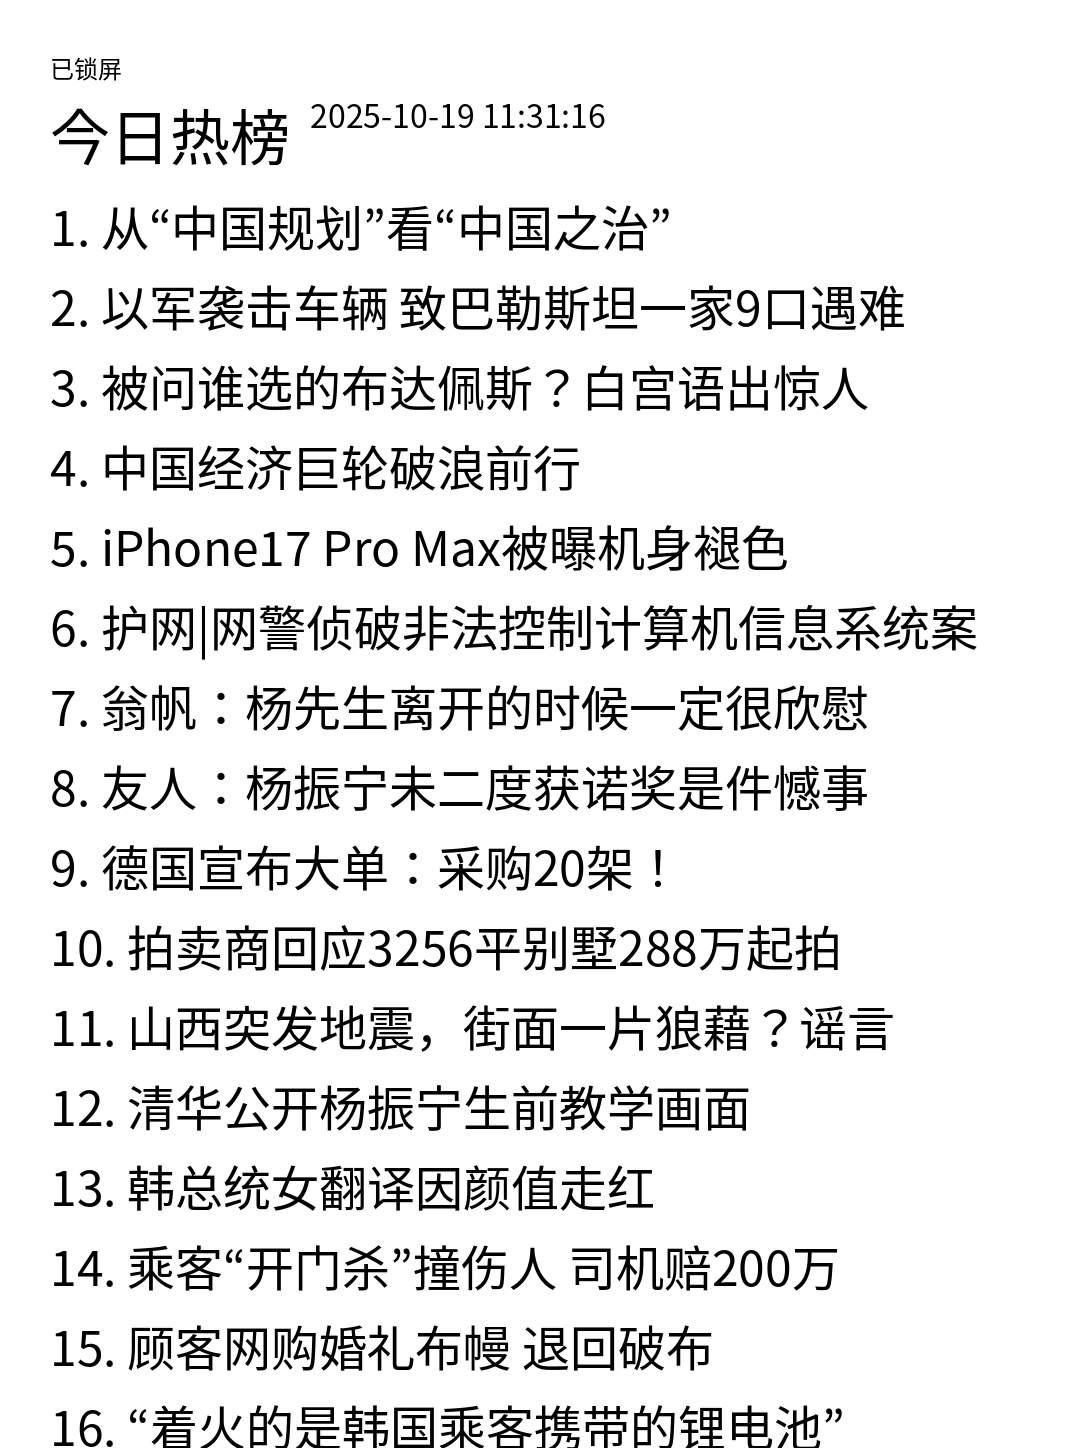 已锁屏
今日热榜 2025-10-19 11:31:16
1. 从“中国规划”看“中国之治”
2. 以军袭击车辆 致巴勒斯坦一家9口遇难
3. 被问谁选的布达佩斯？白宫语出惊人
4. 中国经济巨轮破浪前行
5. iPhone17 Pro Max被曝机身褪色
6. 护网|网警侦破非法控制计算机信息系统案
7. 翁帆：杨先生离开的时候一定很欣慰
8. 友人：杨振宁未二度获诺奖是件憾事
9. 德国宣布大单：采购20架！
10. 拍卖商回应3256平别墅288万起拍
11. 山西突发地震，街面一片狼藉？谣言
12. 清华公开杨振宁生前教学画面
13. 韩总统女翻译因颜值走红
14. 乘客“开门杀”撞伤人 司机赔200万
15. 顾客网购婚礼布幔 退回破布
16. “着火的是韩国乘客携带的锂电池”